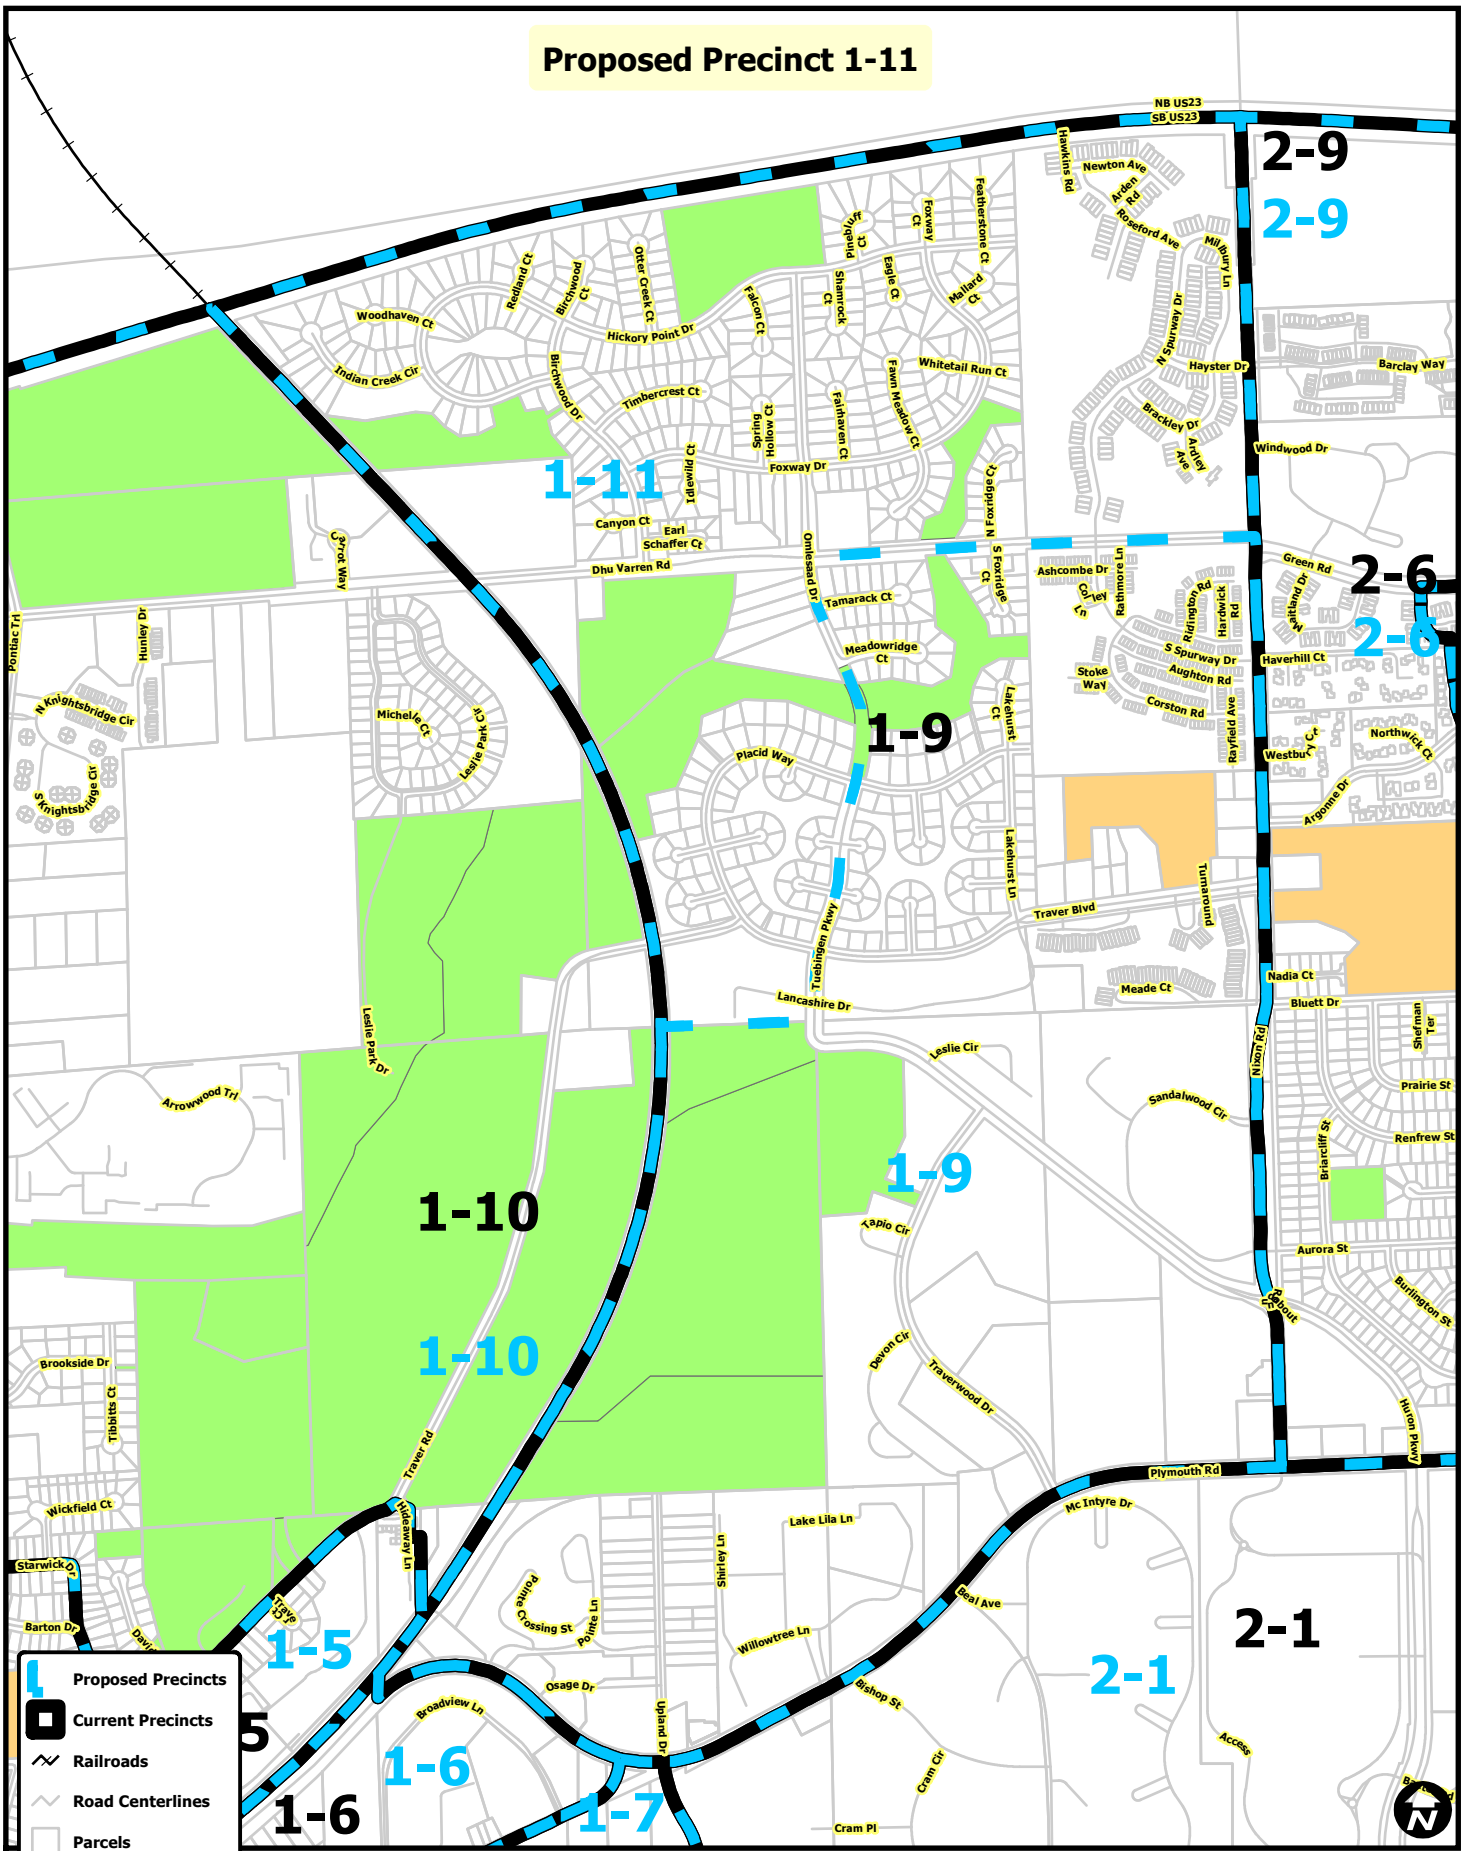 Proposed Precinct 1-11
NB US23
SB US23
2-9
2-9
Hawkins Rd
Newton Ave
Arden
Rd
Roseford Ave
Millbury Ln
Featherstone Ct
Foxway
Ct
Pinebluff
Ct
Otter Creek Ct
Redland Ct
Birchwood
Ct
Eagle Ct
Mallard
Ct
Shamrock
Ct
Falcon Ct
Woodhaven Ct
Hickory Point Dr
N Spurway Dr
Hayster Dr
Barclay Way
Indian Creek Cir
Birchwood Dr
Timbercrest Ct
Whitetail Run Ct
Fawn Meadow Ct
Fairhaven Ct
Spring
Hollow Ct
Brackley Dr
Ardley
Ave
Windwood Dr
1-11
Idlewild Ct
Foxway Dr
N Foxridge Ct
Canyon Ct
Earl
Schaffer Ct
Carrot Way
Dhu Varren Rd
Omlesaad Dr
S Foxridge
Ct
Ashcombe Dr
Colley
Ln
Rathmore Ln
Green Rd
2-6
2-6
Ridington Rd
Hardwick
Rd
Maitland Dr
Tamarack Ct
Meadowridge
Ct
S Spurway Dr
Haverhill Ct
Aughton Rd
Stoke
Way
Corston Rd
Rayfield Ave
Pontiac Trl
Hurley Dr
N Knightsbridge Cir
S Knightsbridge Cir
Michelle Ct
Leslie Park Cir
Lakehurst
Ct
1-9
Placid Way
Westbury Ct
Northwick Ct
Argonne Dr
Lakehurst Ln
Turnaround
Traver Blvd
Tuebingen Pkwy
Lancashire Dr
Meade Ct
Nadia Ct
Bluett Dr
Shefman
Ter
Leslie Park Dr
Leslie Cir
Nixon Rd
Arrowwood Trl
Sandalwood Cir
Prairie St
Renfrew St
Briarcliff St
1-9
1-10
Tapio Cir
Aurora St
Burlington St
1-10
Devon Cir
Traverwood Dr
Brookside Dr
Tibbitts Ct
Huron Pkwy
Traver Rd
Plymouth Rd
Wickfield Ct
Hideaway Ln
Mc Intyre Dr
Lake Lila Ln
Shirley Ln
Starwick Dr
Barton Dr
Pointe
Crossing St
Pointe Ln
Willowtree Ln
Beal Ave
2-1
2-1
1-5
Osage Dr
Broadview Ln
Upland Dr
Bishop St
Access
Cram Cir
Cram Pl
1-6
1-7
5
1-6
Proposed Precincts
Current Precincts
Railroads
Road Centerlines
Parcels
N